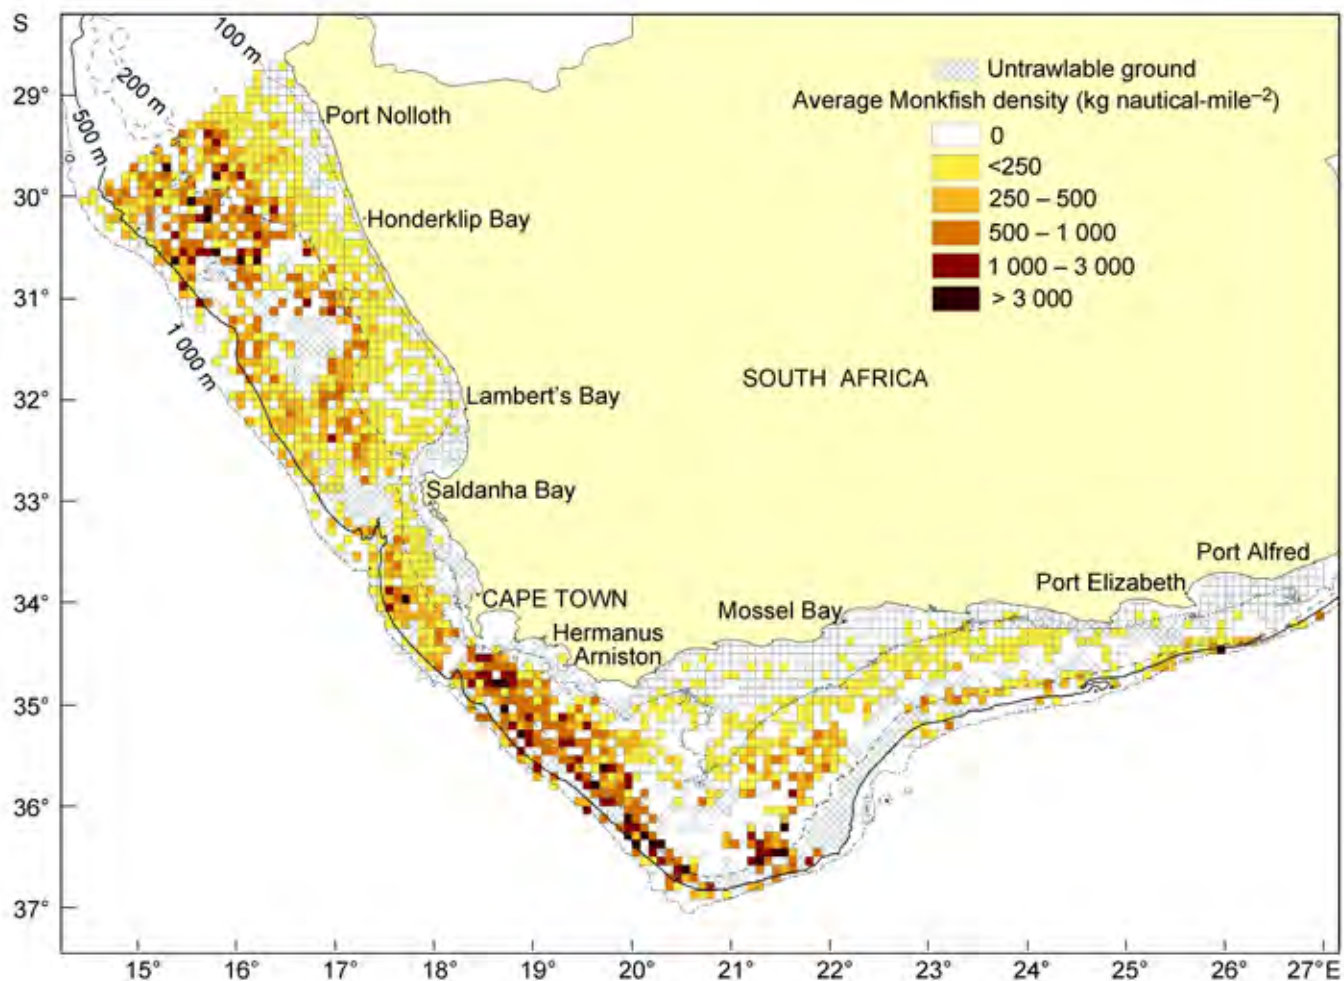 S
100 m
200 m
500 m
1 000 m
29°
30°
31°
32°
33°
34°
35°
36°
37°
Untrawlable ground
Average Monkfish density (kg nautical-mile⁻²)
0
<250
250 – 500
500 – 1 000
1 000 – 3 000
> 3 000
Port Nolloth
Honderklip Bay
SOUTH AFRICA
Lambert's Bay
Saldanha Bay
Port Alfred
Port Elizabeth
CAPE TOWN
Mossel Bay
Hermanus
Arniston
15° 16° 17° 18° 19° 20° 21° 22° 23° 24° 25° 26° 27°E